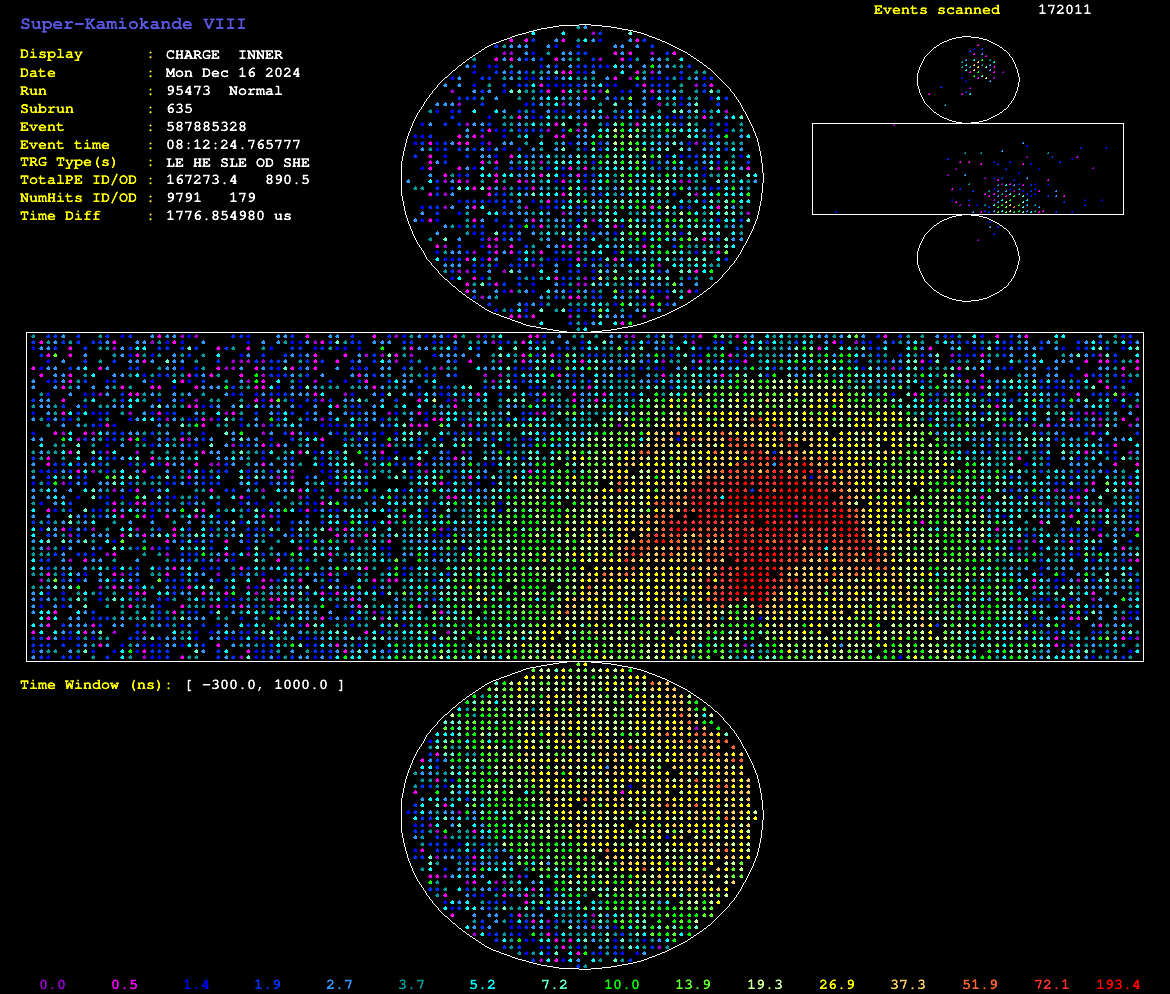 Super-Kamiokande VIII
Events scanned 172011
Display : CHARGE INNER
Date : Mon Dec 16 2024
Run : 95473 Normal
Subrun : 635
Event : 587885328
Event time : 08:12:24.765777
TRG Type(s) : LE HE SLE OD SHE
TotalPE ID/OD : 167273.4 890.5
NumHits ID/OD : 9791 179
Time Diff : 1776.854980 us
Time Window (ns): [ −300.0, 1000.0 ]
0.0 0.5 1.4 1.9 2.7 3.7 5.2 7.2 10.0 13.9 19.3 26.9 37.3 51.9 72.1 193.4